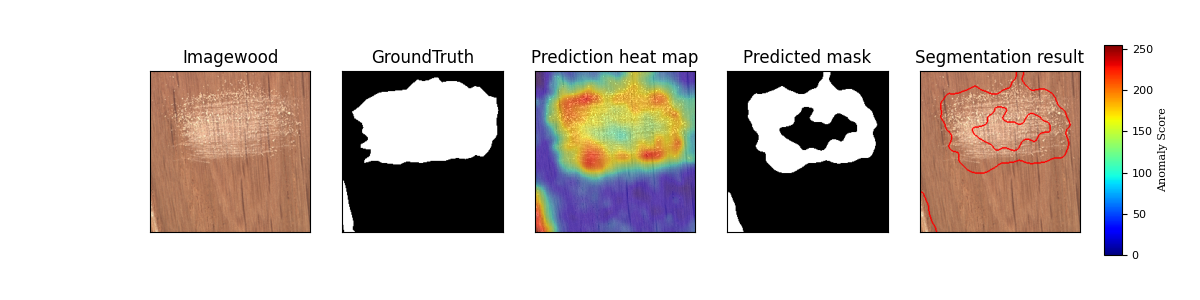 Imagewood
GroundTruth
Prediction heat map
Predicted mask
Segmentation result
250
200
150
100
50
0
Anomaly Score